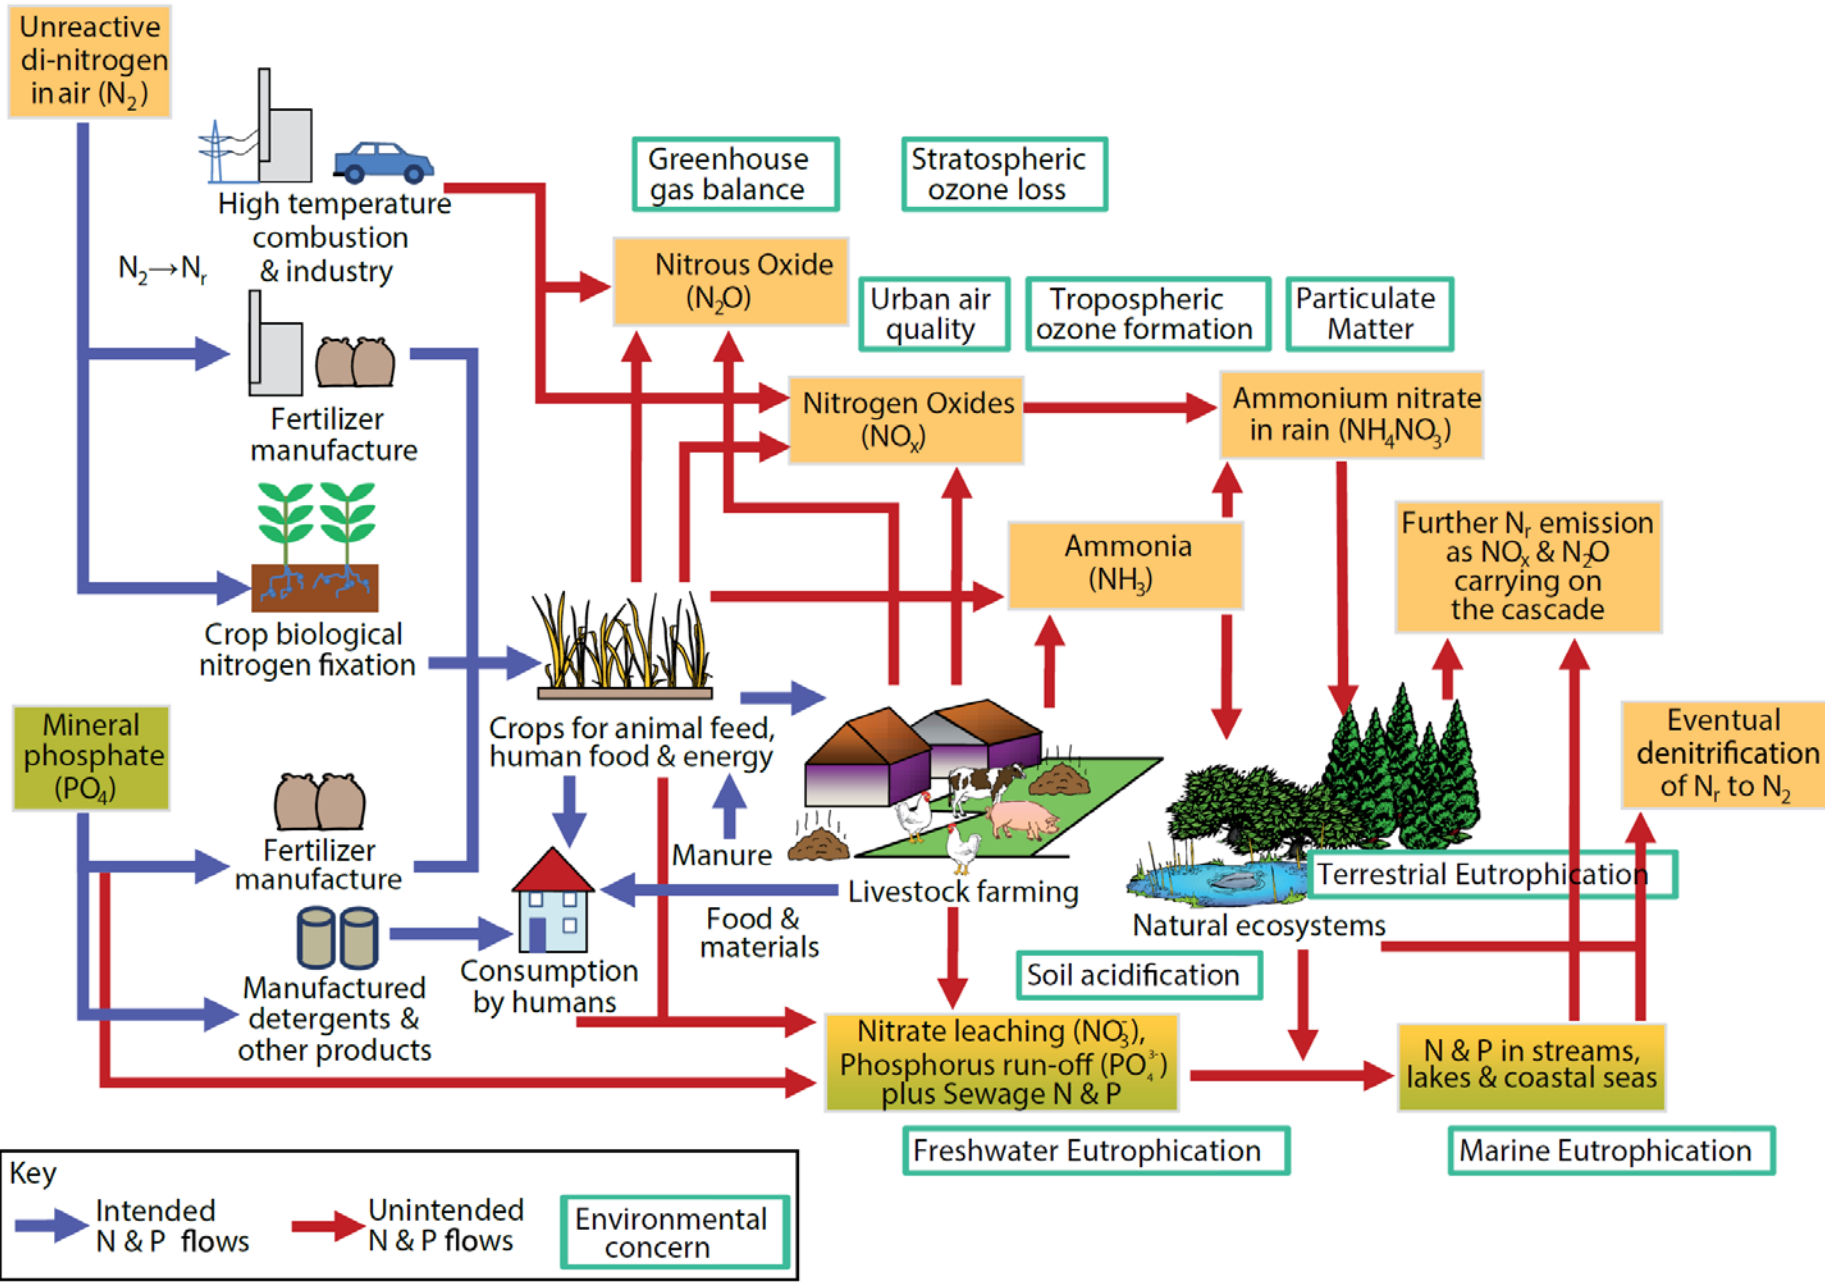 Unreactive
di-nitrogen
in air (N₂)
High temperature
combustion
& industry
N₂→Nᵣ
Fertilizer
manufacture
Crop biological
nitrogen fixation
Mineral
phosphate
(PO₄)
Fertilizer
manufacture
Manufactured
detergents &
other products
Greenhouse
gas balance
Stratospheric
ozone loss
Nitrous Oxide
(N₂O)
Urban air
quality
Tropospheric
ozone formation
Particulate
Matter
Nitrogen Oxides
(NOₓ)
Ammonium nitrate
in rain (NH₄NO₃)
Ammonia
(NH₃)
Further Nᵣ emission
as NOₓ & N₂O
carrying on
the cascade
Crops for animal feed,
human food & energy
Manure
Livestock farming
Food &
materials
Consumption
by humans
Natural ecosystems
Terrestrial Eutrophication
Eventual
denitrification
of Nᵣ to N₂
Soil acidification
Nitrate leaching (NO₃⁻),
Phosphorus run-off (PO₄³⁻)
plus Sewage N & P
N & P in streams,
lakes & coastal seas
Freshwater Eutrophication
Marine Eutrophication
Key
Intended
N & P flows
Unintended
N & P flows
Environmental
concern